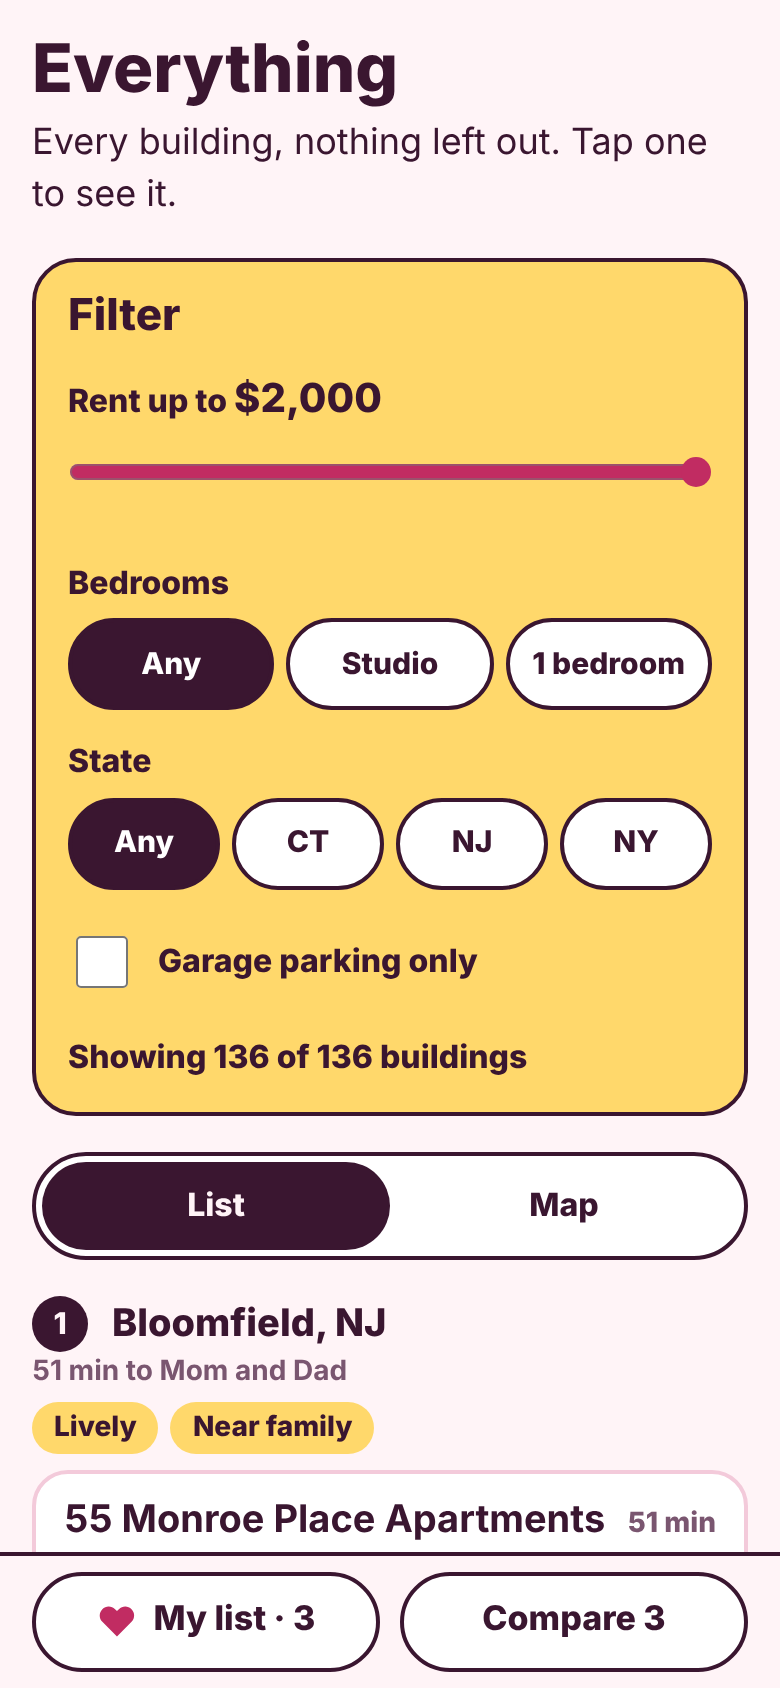 Everything
Every building, nothing left out. Tap one
to see it.
Filter
Rent up to $2,000
Bedrooms
Any Studio 1 bedroom
State
Any CT NJ NY
Garage parking only
Showing 136 of 136 buildings
List Map
1 Bloomfield, NJ
51 min to Mom and Dad
Lively Near family
55 Monroe Place Apartments 51 min
My list · 3 Compare 3